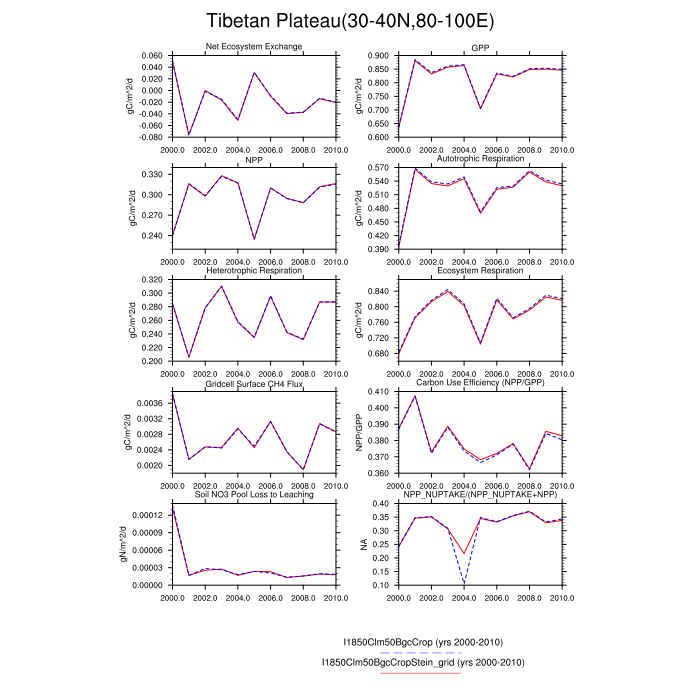 Tibetan Plateau(30-40N,80-100E)
Net Ecosystem Exchange
gC/m^2/d
0.060
0.040
0.020
0.000
-0.020
-0.040
-0.060
-0.080
2000.0 2002.0 2004.0 2006.0 2008.0 2010.0
GPP
gC/m^2/d
0.900
0.850
0.800
0.750
0.700
0.650
0.600
2000.0 2002.0 2004.0 2006.0 2008.0 2010.0
NPP
gC/m^2/d
0.330
0.300
0.270
0.240
2000.0 2002.0 2004.0 2006.0 2008.0 2010.0
Autotrophic Respiration
gC/m^2/d
0.570
0.540
0.510
0.480
0.450
0.420
0.390
2000.0 2002.0 2004.0 2006.0 2008.0 2010.0
Heterotrophic Respiration
gC/m^2/d
0.320
0.300
0.280
0.260
0.240
0.220
0.200
2000.0 2002.0 2004.0 2006.0 2008.0 2010.0
Ecosystem Respiration
gC/m^2/d
0.840
0.800
0.760
0.720
0.680
2000.0 2002.0 2004.0 2006.0 2008.0 2010.0
Gridcell Surface CH4 Flux
gC/m^2/d
0.0036
0.0032
0.0028
0.0024
0.0020
2000.0 2002.0 2004.0 2006.0 2008.0 2010.0
Carbon Use Efficiency (NPP/GPP)
NPP/GPP
0.410
0.400
0.390
0.380
0.370
0.360
2000.0 2002.0 2004.0 2006.0 2008.0 2010.0
Soil NO3 Pool Loss to Leaching
gN/m^2/d
0.00012
0.00009
0.00006
0.00003
0.00000
2000.0 2002.0 2004.0 2006.0 2008.0 2010.0
NPP_NUPTAKE/(NPP_NUPTAKE+NPP)
NA
0.40
0.35
0.30
0.25
0.20
0.15
0.10
2000.0 2002.0 2004.0 2006.0 2008.0 2010.0
I1850Clm50BgcCrop (yrs 2000-2010)
I1850Clm50BgcCropStein_grid (yrs 2000-2010)